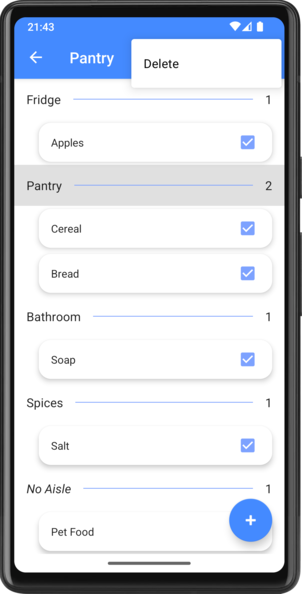 21:43
Pantry
Delete
Fridge 1
Apples
Pantry 2
Cereal
Bread
Bathroom 1
Soap
Spices 1
Salt
No Aisle 1
Pet Food
+